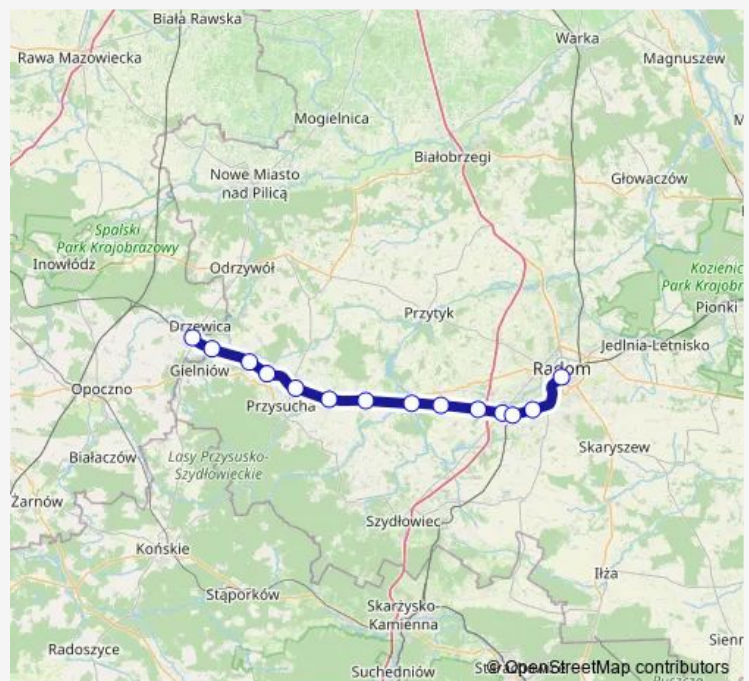 Biała Rawska
Rawa Mazowiecka
Warka
Magnuszew
Mogielnica
Białobrzegi
Nowe Miasto
nad Pilicą
Głowaczów
Spalski
Park Krajobrazowy
Inowłódz
Odrzywół
Kozienic
Park Krajobr
Pionki
Przytyk
Drzewica
Jedlnia-Letnisko
Gielniów
Radom
Opoczno
Przysucha
Skaryszew
Białaczów
Lasy Przysusko-
Szydłowieckie
Żarnów
Szydłowiec
Końskie
Iłża
Stąporków
Skarżysko-
Kamienna
Radoszyce
Sienn
Suchedniów
© OpenStreetMap contributors